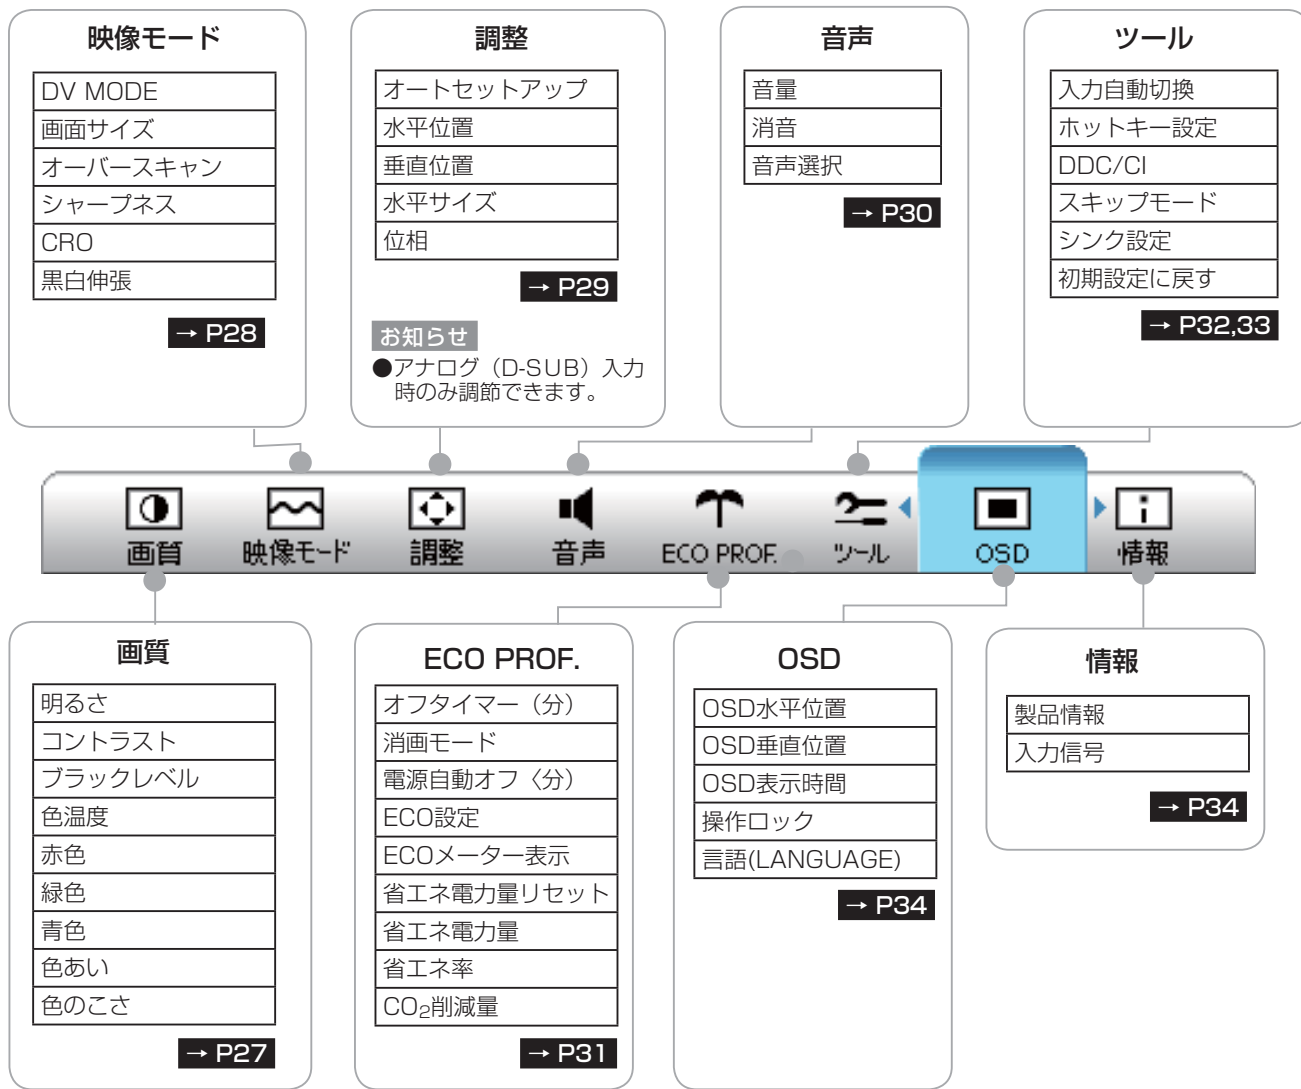 映像モード
DV MODE
画面サイズ
オーバースキャン
シャープネス
CRO
黒白伸張
→ P28
調整
オートセットアップ
水平位置
垂直位置
水平サイズ
位相
→ P29
お知らせ
●アナログ（D-SUB）入力
時のみ調節できます。
音声
音量
消音
音声選択
→ P30
ツール
入力自動切換
ホットキー設定
DDC/CI
スキップモード
シンク設定
初期設定に戻す
→ P32,33
画質
映像モード
調整
音声
ECO PROF.
ツール
OSD
情報
画質
明るさ
コントラスト
ブラックレベル
色温度
赤色
緑色
青色
色あい
色のこさ
→ P27
ECO PROF.
オフタイマー（分）
消画モード
電源自動オフ〈分）
ECO設定
ECOメーター表示
省エネ電力量リセット
省エネ電力量
省エネ率
CO₂削減量
→ P31
OSD
OSD水平位置
OSD垂直位置
OSD表示時間
操作ロック
言語(LANGUAGE)
→ P34
情報
製品情報
入力信号
→ P34